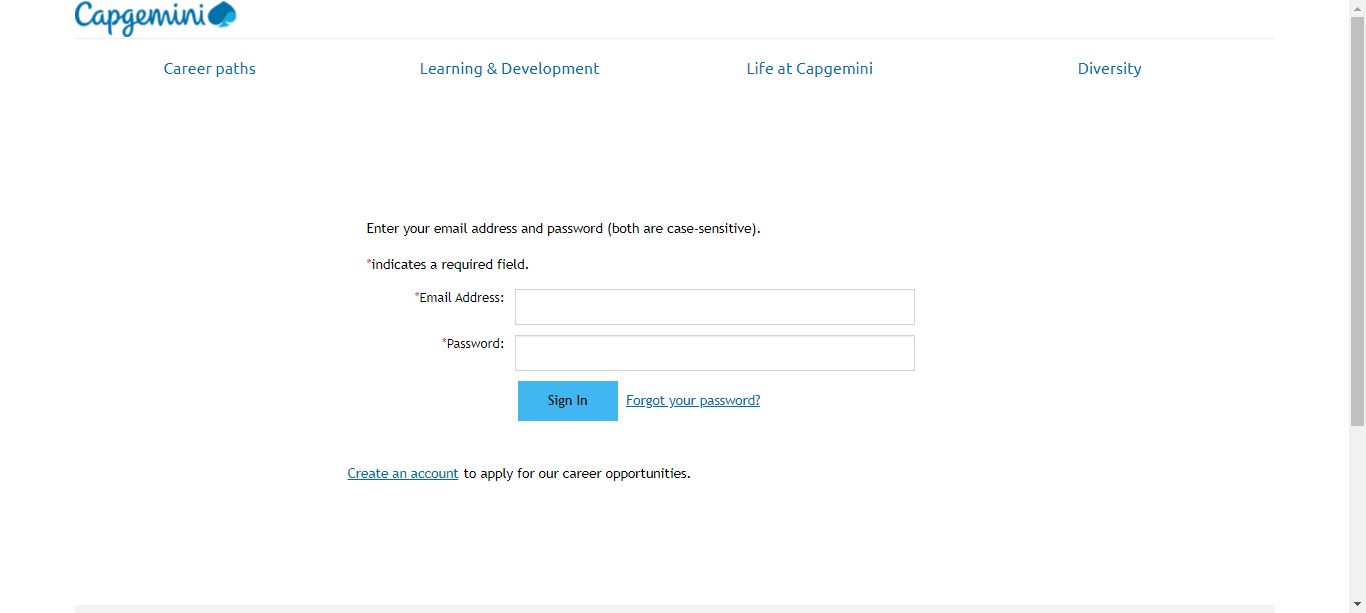 Capgemini
Career paths
Learning & Development
Life at Capgemini
Diversity
Enter your email address and password (both are case-sensitive).
*indicates a required field.
*Email Address:
*Password:
Sign In Forgot your password?
Create an account to apply for our career opportunities.